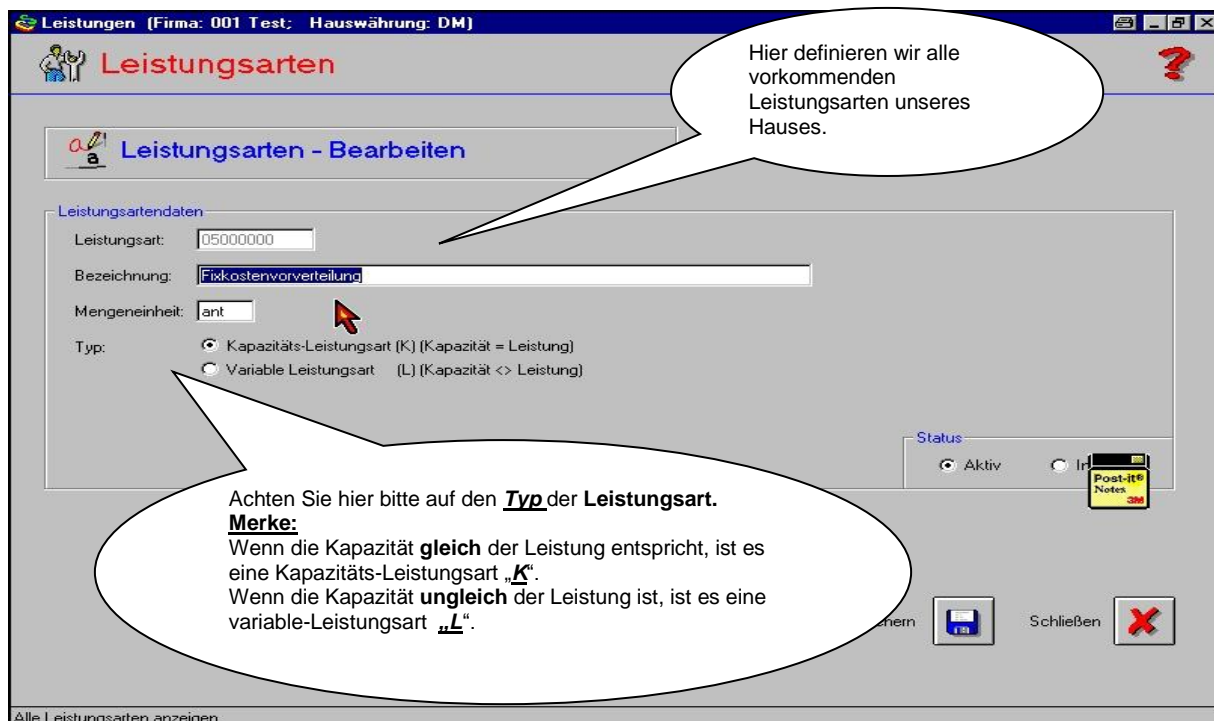 Leistungen (Firma: 001 Test; Hauswährung: DM)
Leistungsarten
?
Hier definieren wir alle
vorkommenden
Leistungsarten unseres
Hauses.
a
a
Leistungsarten - Bearbeiten
Leistungsartendaten
Leistungsart: 05000000
Bezeichnung: Fixkostenvorverteilung
Mengeneinheit: ant
Typ: Kapazitäts-Leistungsart (K) (Kapazität = Leistung)
Variable Leistungsart (L) (Kapazität <> Leistung)
Status
Aktiv
Post-it®
Notes
3M
Achten Sie hier bitte auf den Typ der Leistungsart.
Merke:
Wenn die Kapazität gleich der Leistung entspricht, ist es
eine Kapazitäts-Leistungsart „K“.
Wenn die Kapazität ungleich der Leistung ist, ist es eine
variable-Leistungsart „L“.
hern Schließen
Alle Leistungsarten anzeigen